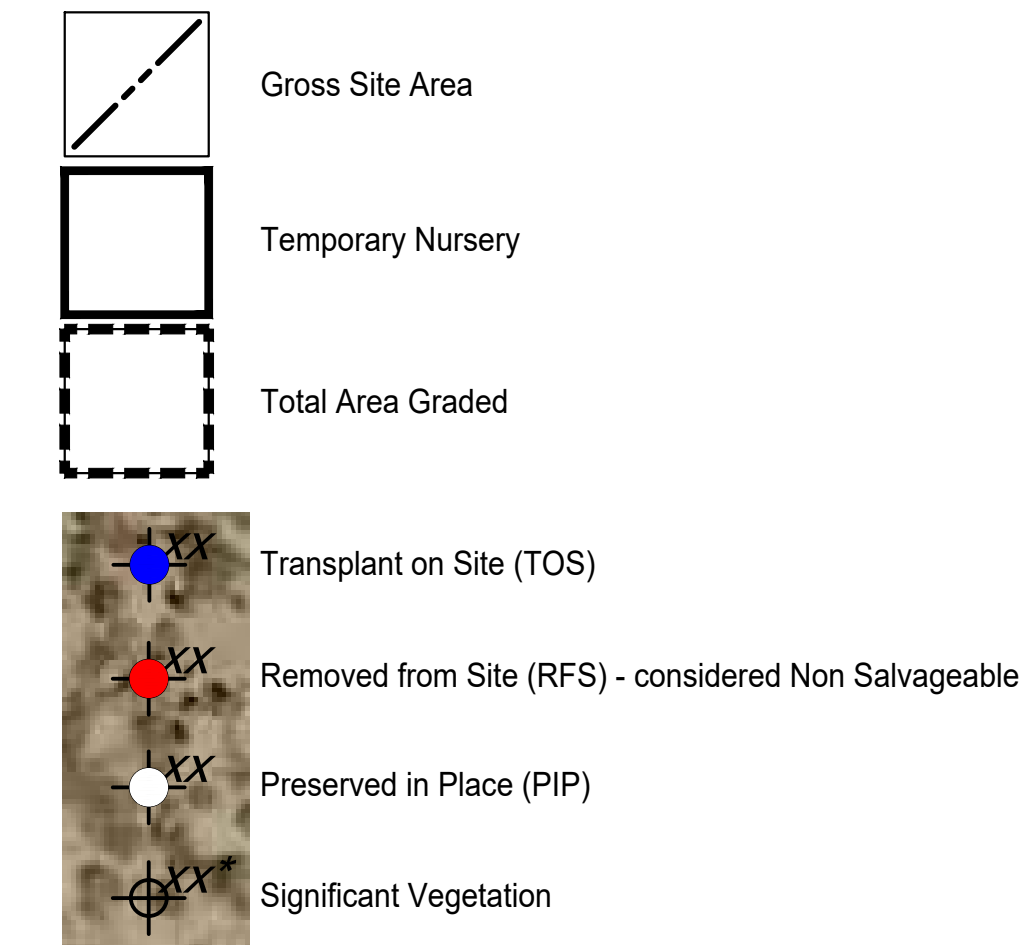 Gross Site Area
Temporary Nursery
Total Area Graded
XX
Transplant on Site (TOS)
XX
Removed from Site (RFS) - considered Non Salvageable
XX
Preserved in Place (PIP)
XX*
Significant Vegetation